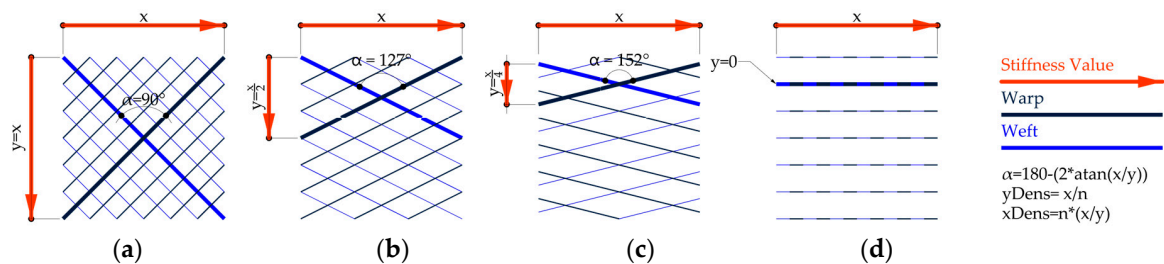 x
y=x
α=90°
(a)
x
y=x/2
α = 127°
(b)
x
y=x/4
α = 152°
(c)
x
y=0
(d)
Stiffness Value
Warp
Weft
α=180-(2*atan(x/y))
yDens= x/n
xDens=n*(x/y)